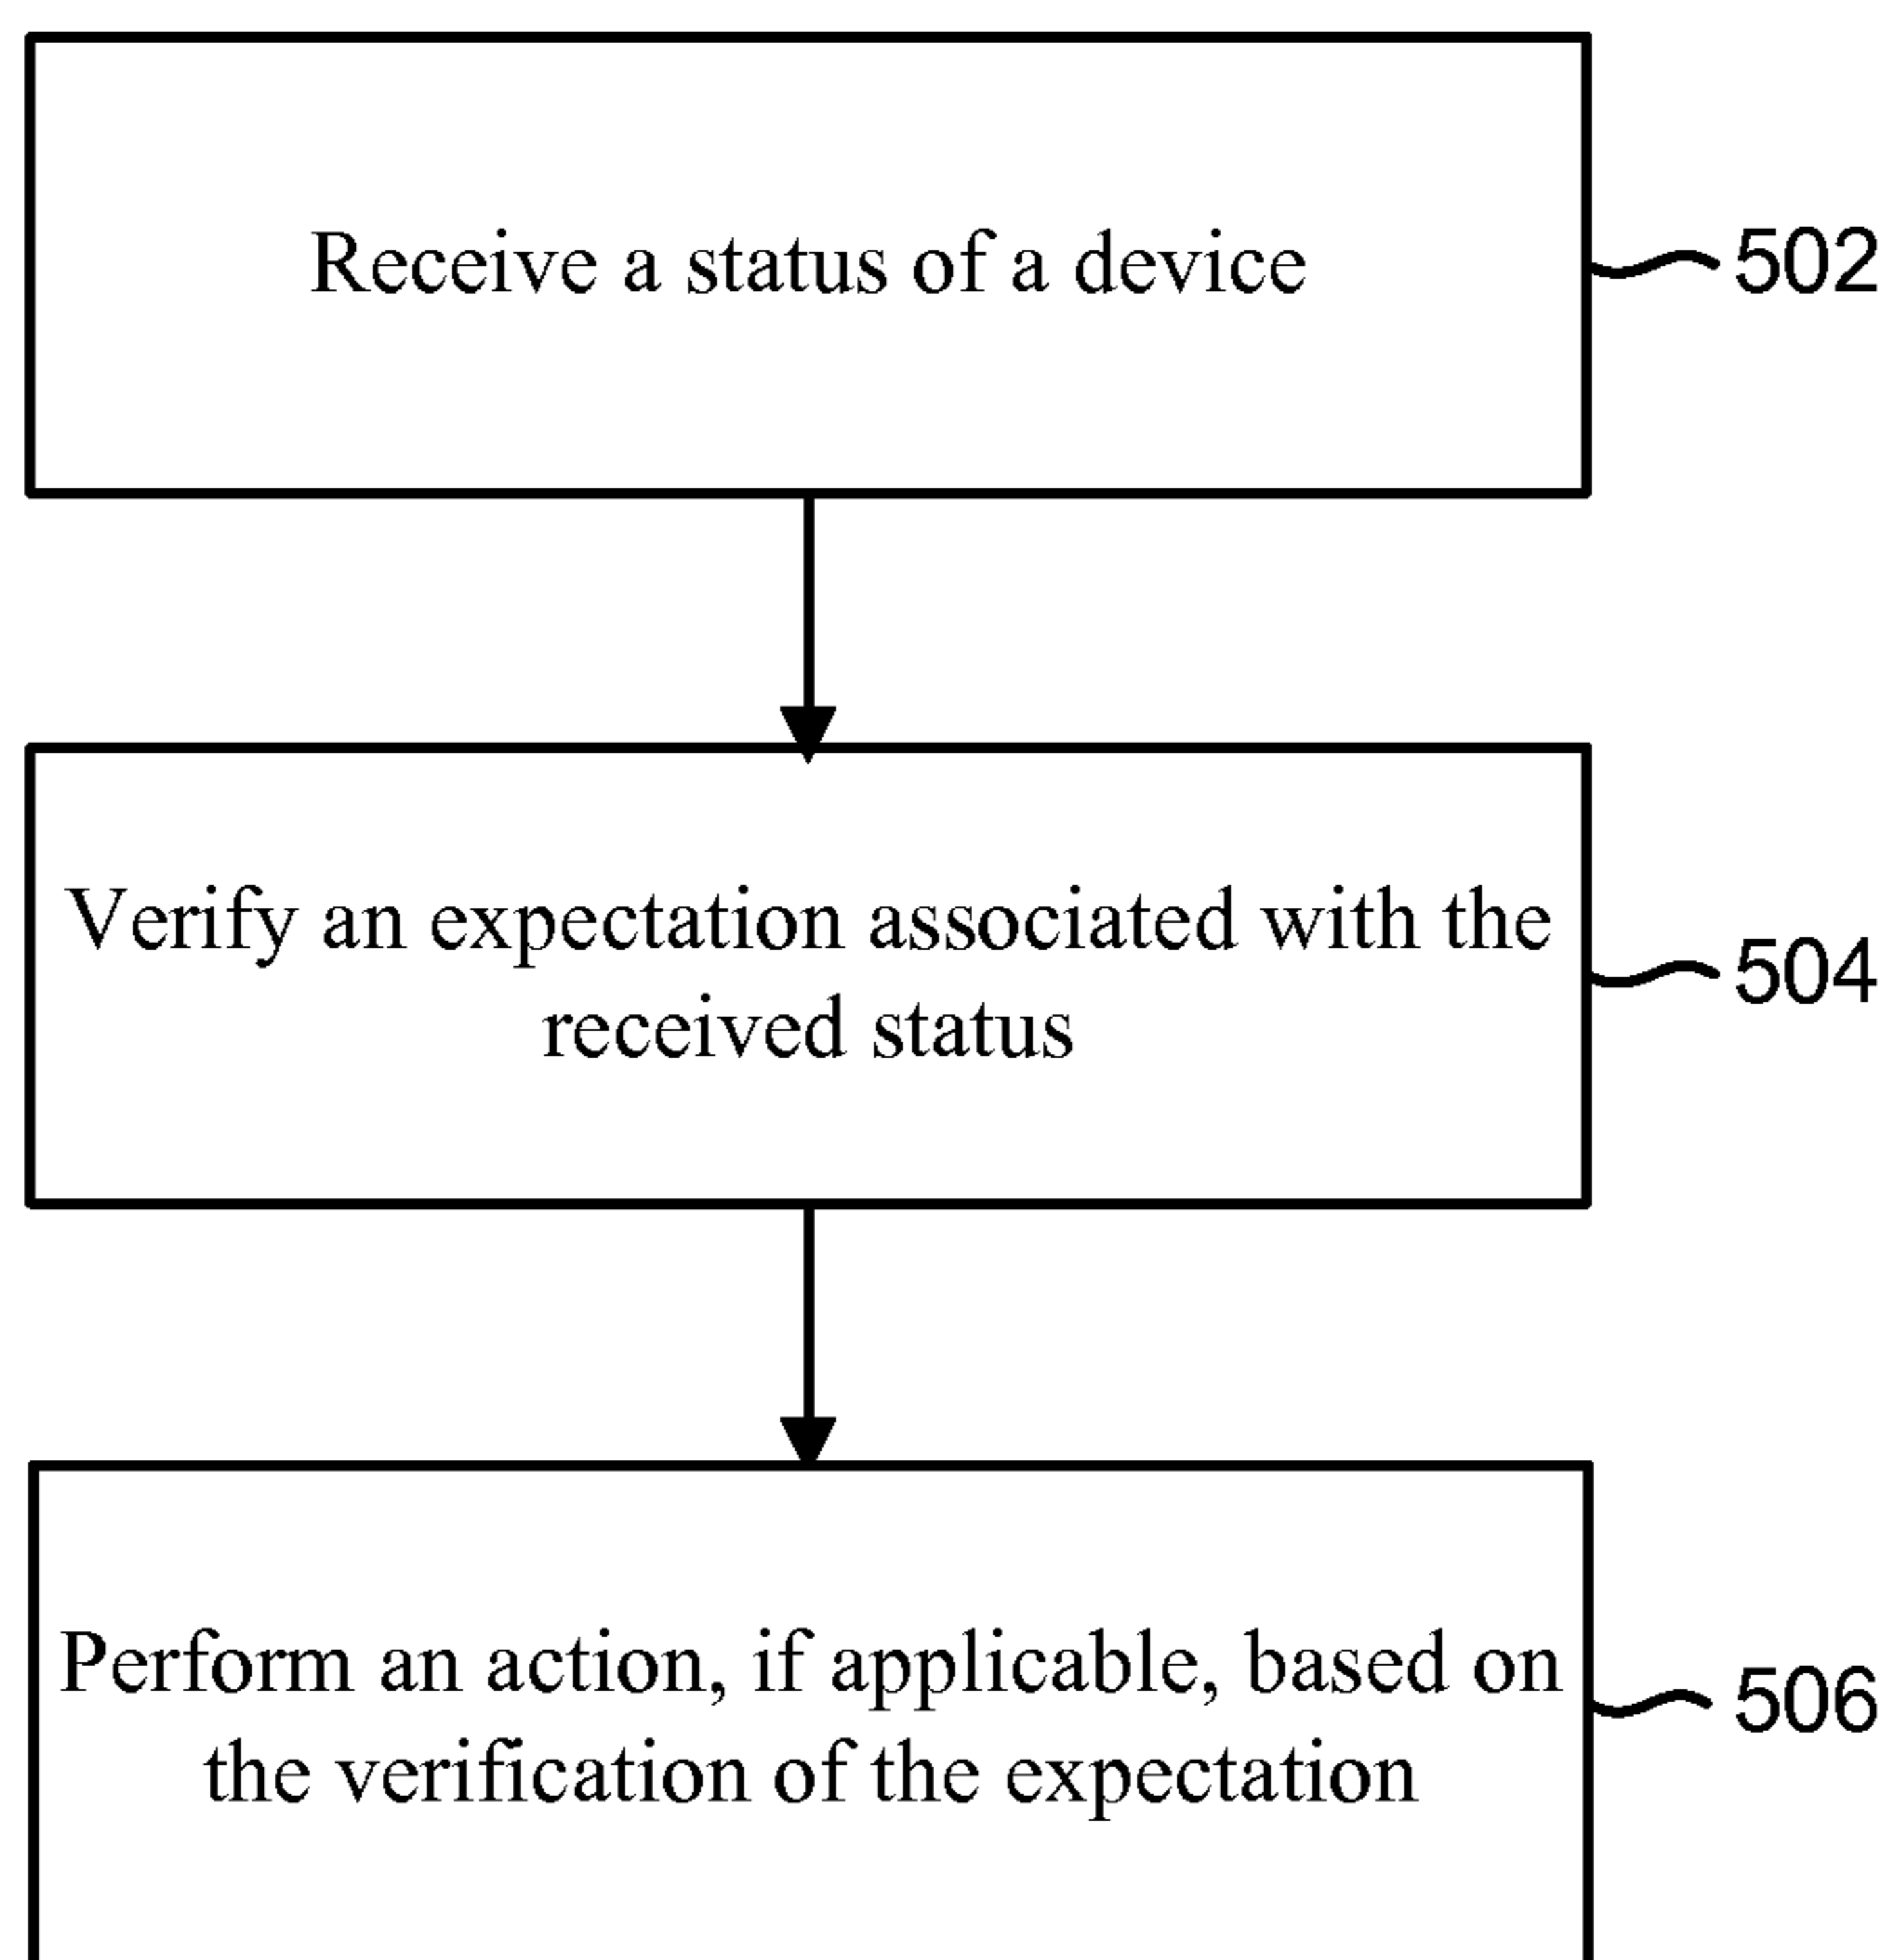 Receive a status of a device
502
Verify an expectation associated with the
received status
504
Perform an action, if applicable, based on
the verification of the expectation
506